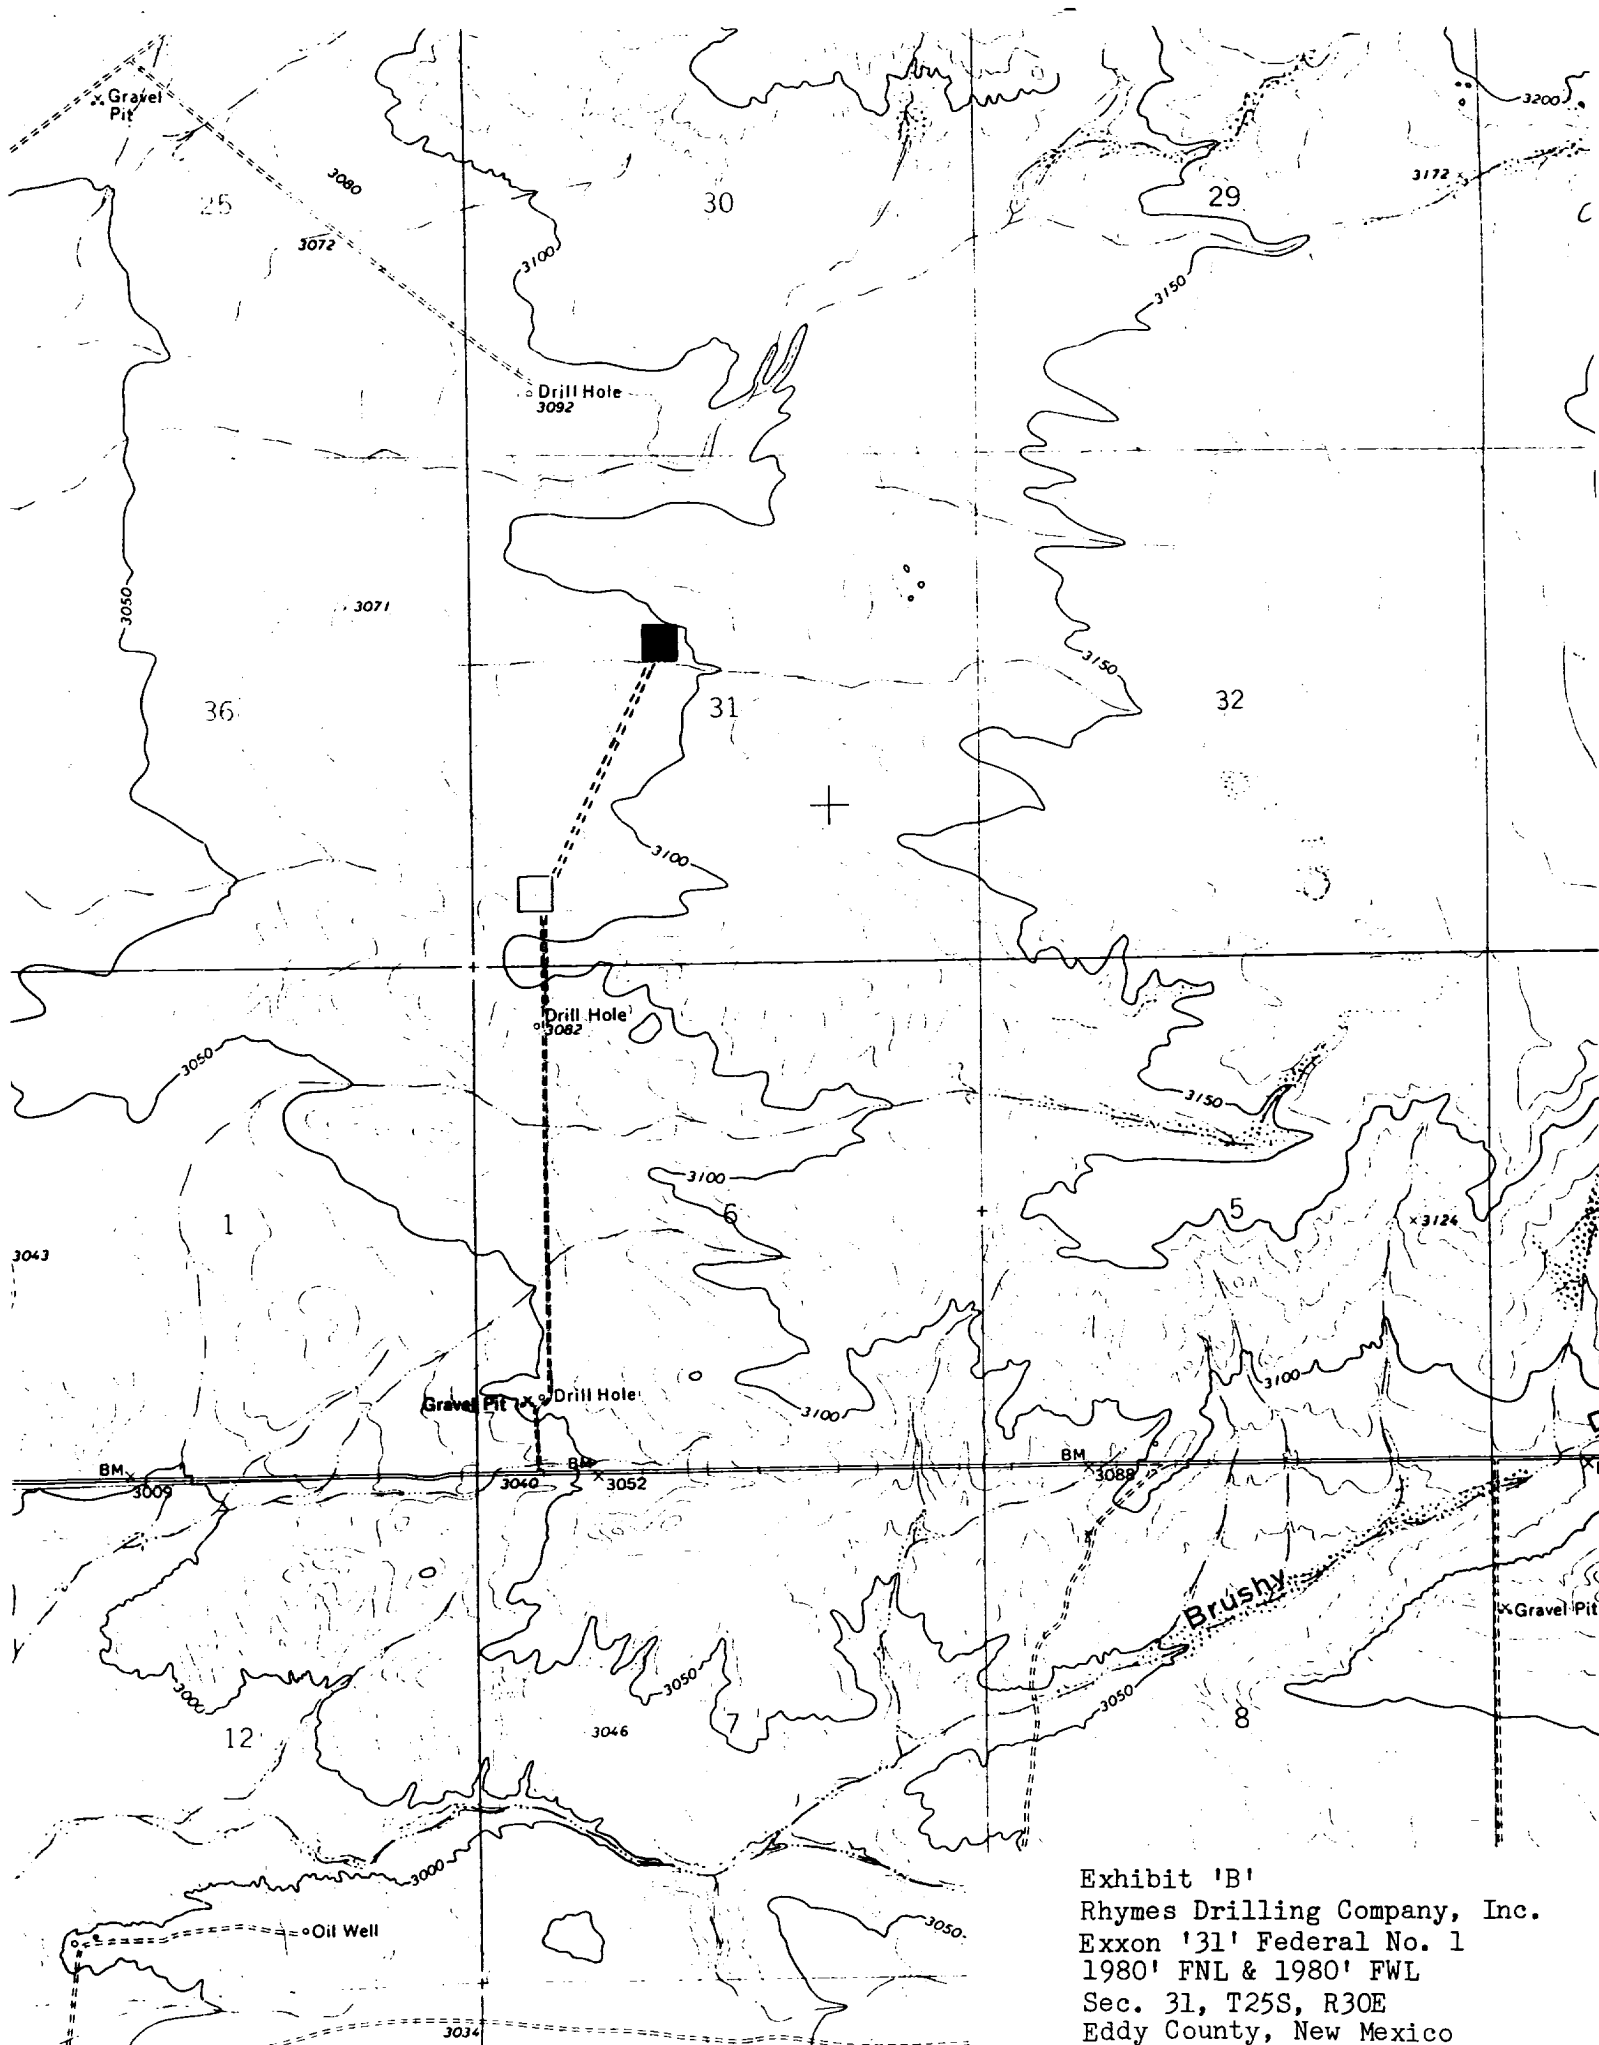 Gravel
Pit
3200
3172
3080
25
30
29
3072
3100
3150
Drill Hole
3092
3050
3071
3150
36
31
32
3100
Drill Hole
3082
3050
3150
3100
6
5
3124
1
3043
3100
Gravel Pit
Drill Hole
3100
BM
3009
3040
BM
3052
BM
3088
Brushy
Gravel Pit
3000
3050
3050
12
3046
7
8
3000
Oil Well
3050
3034
Exhibit 'B'
Rhymes Drilling Company, Inc.
Exxon '31' Federal No. 1
1980' FNL & 1980' FWL
Sec. 31, T25S, R30E
Eddy County, New Mexico